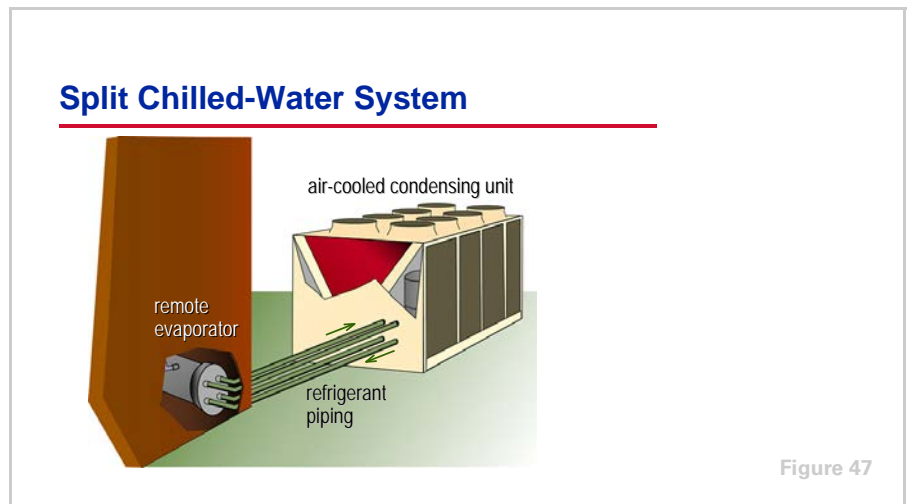 Split Chilled-Water System
air-cooled condensing unit
remote
evaporator
refrigerant
piping
Figure 47